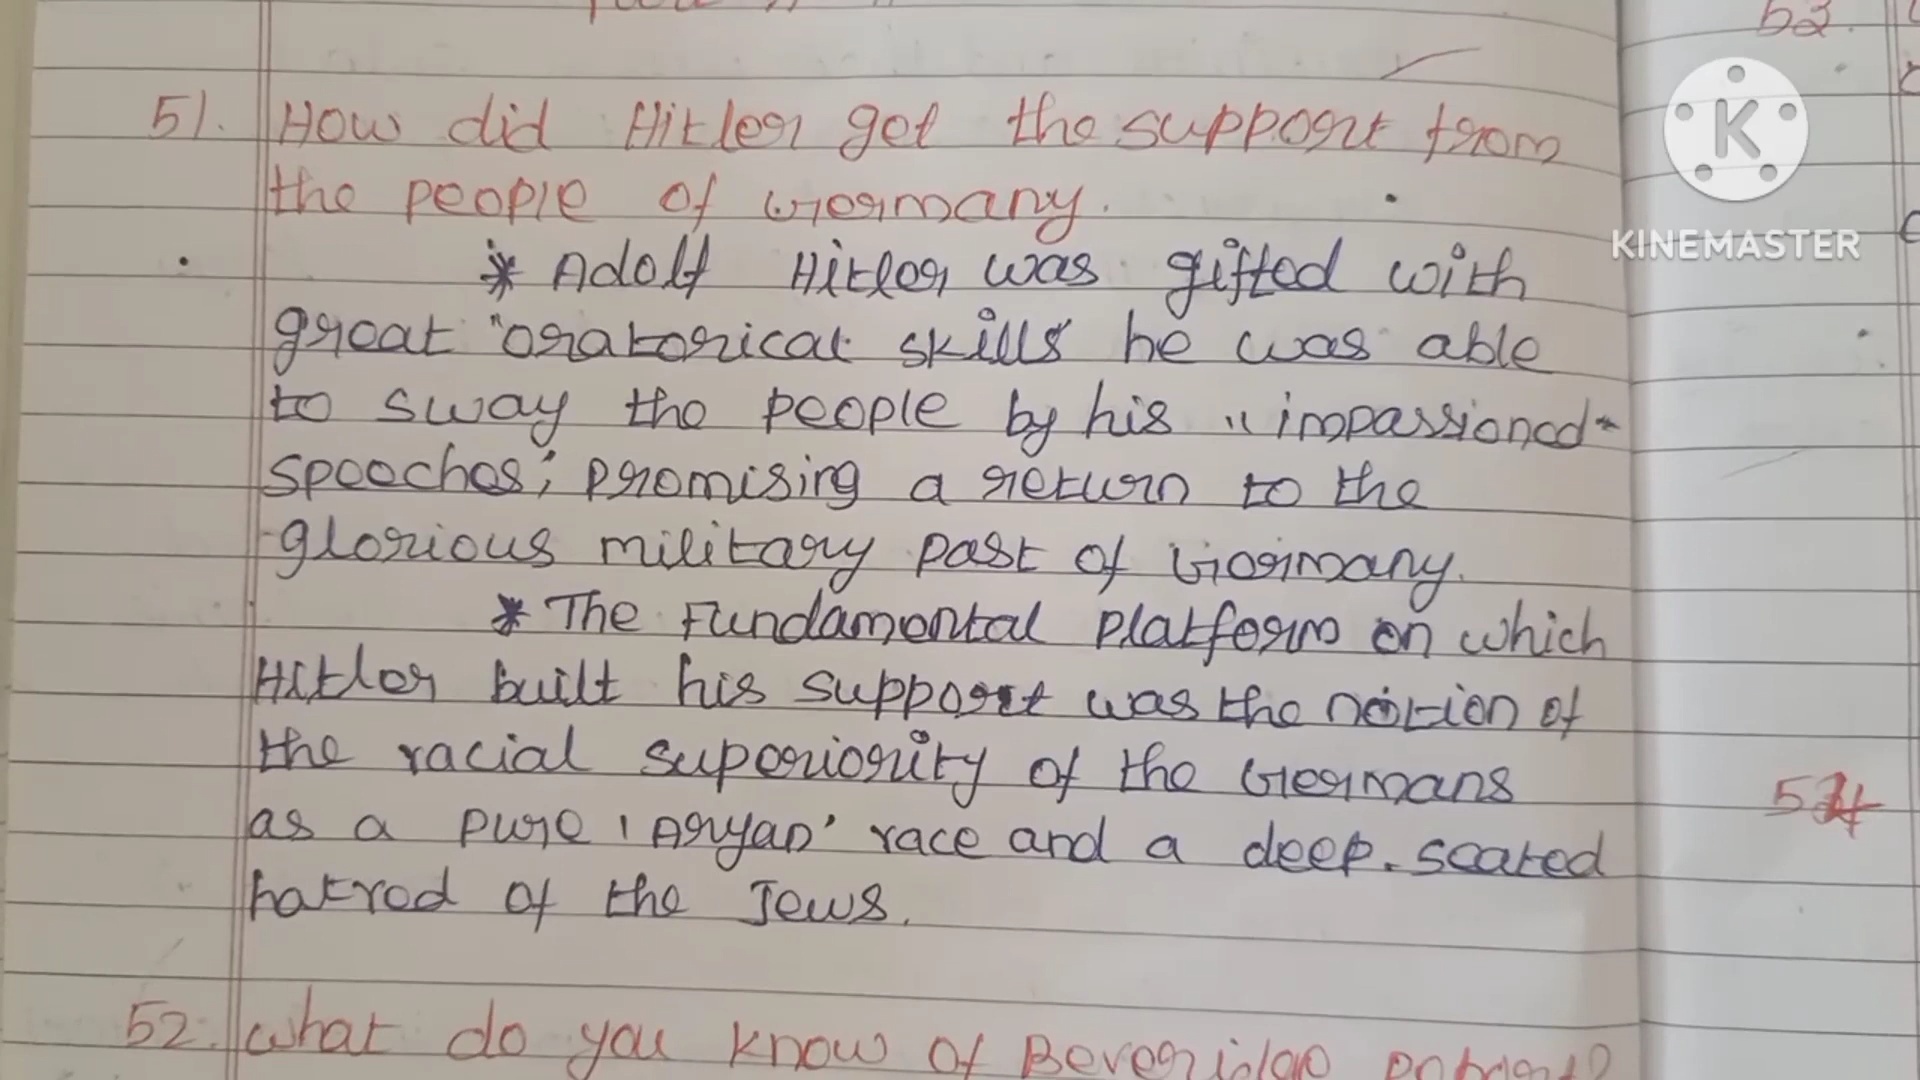 53.
51. How did Hitler get the support from
the people of Germany.
* Adolf Hitler was gifted with
great "oratorical skills he was able
to sway the people by his "impassioned"
speeches; promising a return to the
glorious military past of Germany.
* The Fundamental platform on which
Hitler built his support was the notion of
the racial superiority of the Germans
as a pure 'Aryan' race and a deep-seated
hatred of the Jews.
52. What do you know of Beveridge
54
K
KINEMASTER